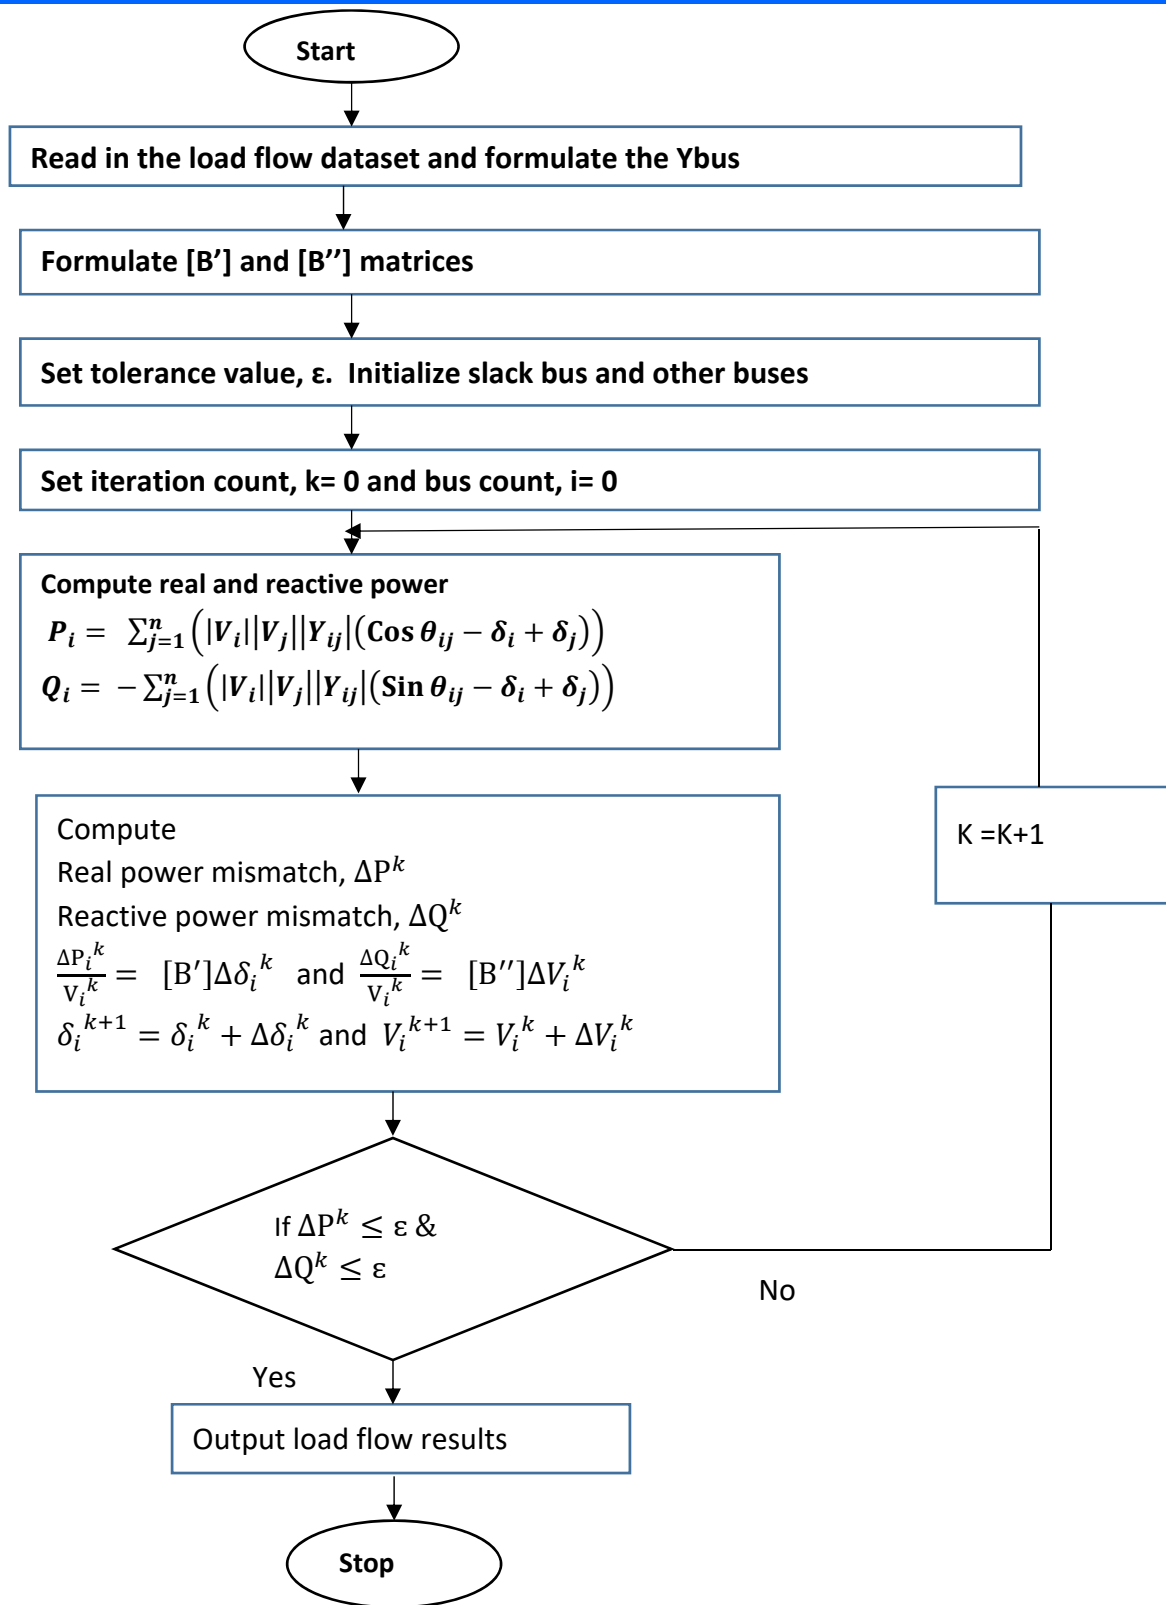 Start
Read in the load flow dataset and formulate the Ybus
Formulate [B'] and [B''] matrices
Set tolerance value, ε. Initialize slack bus and other buses
Set iteration count, k= 0 and bus count, i= 0
Compute real and reactive power
P_i = ∑_{j=1}^{n} (|V_i||V_j||Y_ij|(Cos θ_ij − δ_i + δ_j))
Q_i = −∑_{j=1}^{n} (|V_i||V_j||Y_ij|(Sin θ_ij − δ_i + δ_j))
Compute
Real power mismatch, ΔP^k
Reactive power mismatch, ΔQ^k
ΔP_i^k/V_i^k = [B']Δδ_i^k and ΔQ_i^k/V_i^k = [B'']ΔV_i^k
δ_i^{k+1} = δ_i^k + Δδ_i^k and V_i^{k+1} = V_i^k + ΔV_i^k
K =K+1
If ΔP^k ≤ ε &
ΔQ^k ≤ ε
No
Yes
Output load flow results
Stop